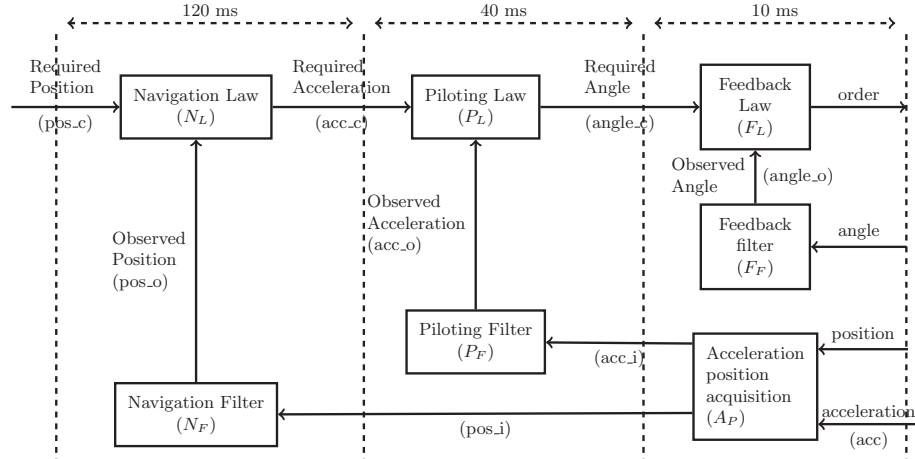 120 ms
40 ms
10 ms
Required
Position
(pos_c)
Navigation Law
(N_L)
Required
Acceleration
(acc_c)
Piloting Law
(P_L)
Required
Angle
(angle_c)
Feedback
Law
(F_L)
order
Observed
Angle
(angle_o)
Observed
Position
(pos_o)
Observed
Acceleration
(acc_o)
Feedback
filter
(F_F)
angle
Piloting Filter
(P_F)
(acc_i)
Acceleration
position
acquisition
(A_P)
position
acceleration
(acc)
Navigation Filter
(N_F)
(pos_i)